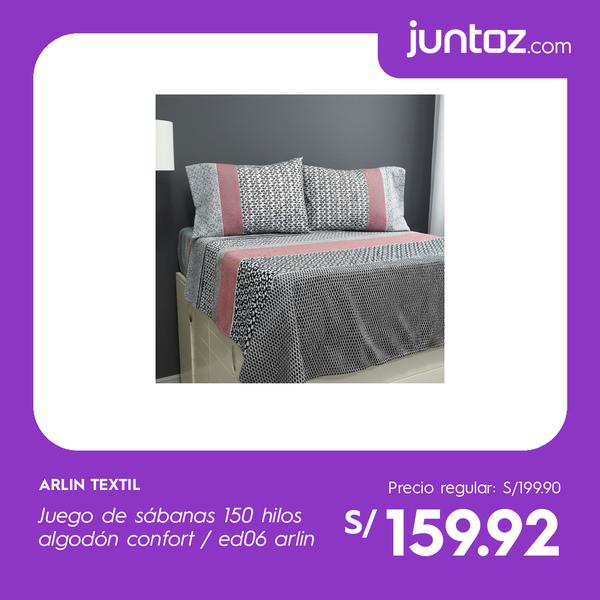 juntoz.com
ARLIN TEXTIL
Juego de sábanas 150 hilos
algodón confort / ed06 arlin
Precio regular: S/199.90
S/159.92